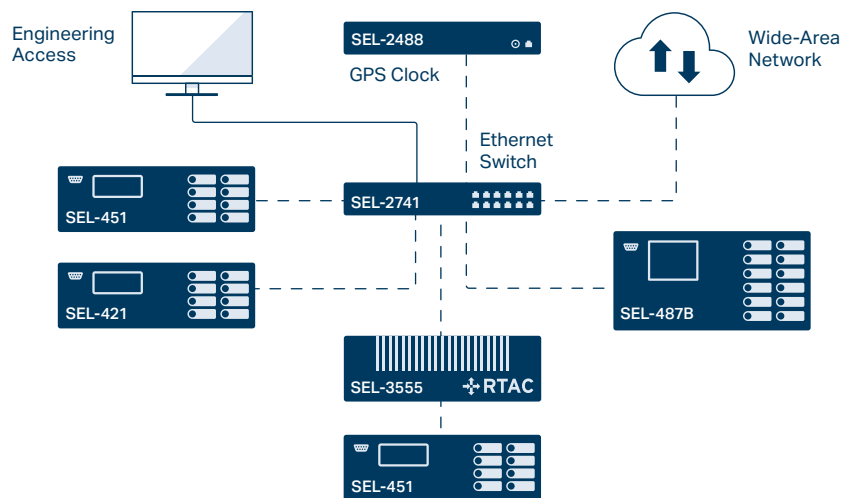 Engineering
Access
SEL-2488
GPS Clock
Wide-Area
Network
Ethernet
Switch
SEL-451
SEL-2741
SEL-421
SEL-487B
SEL-3555
RTAC
SEL-451